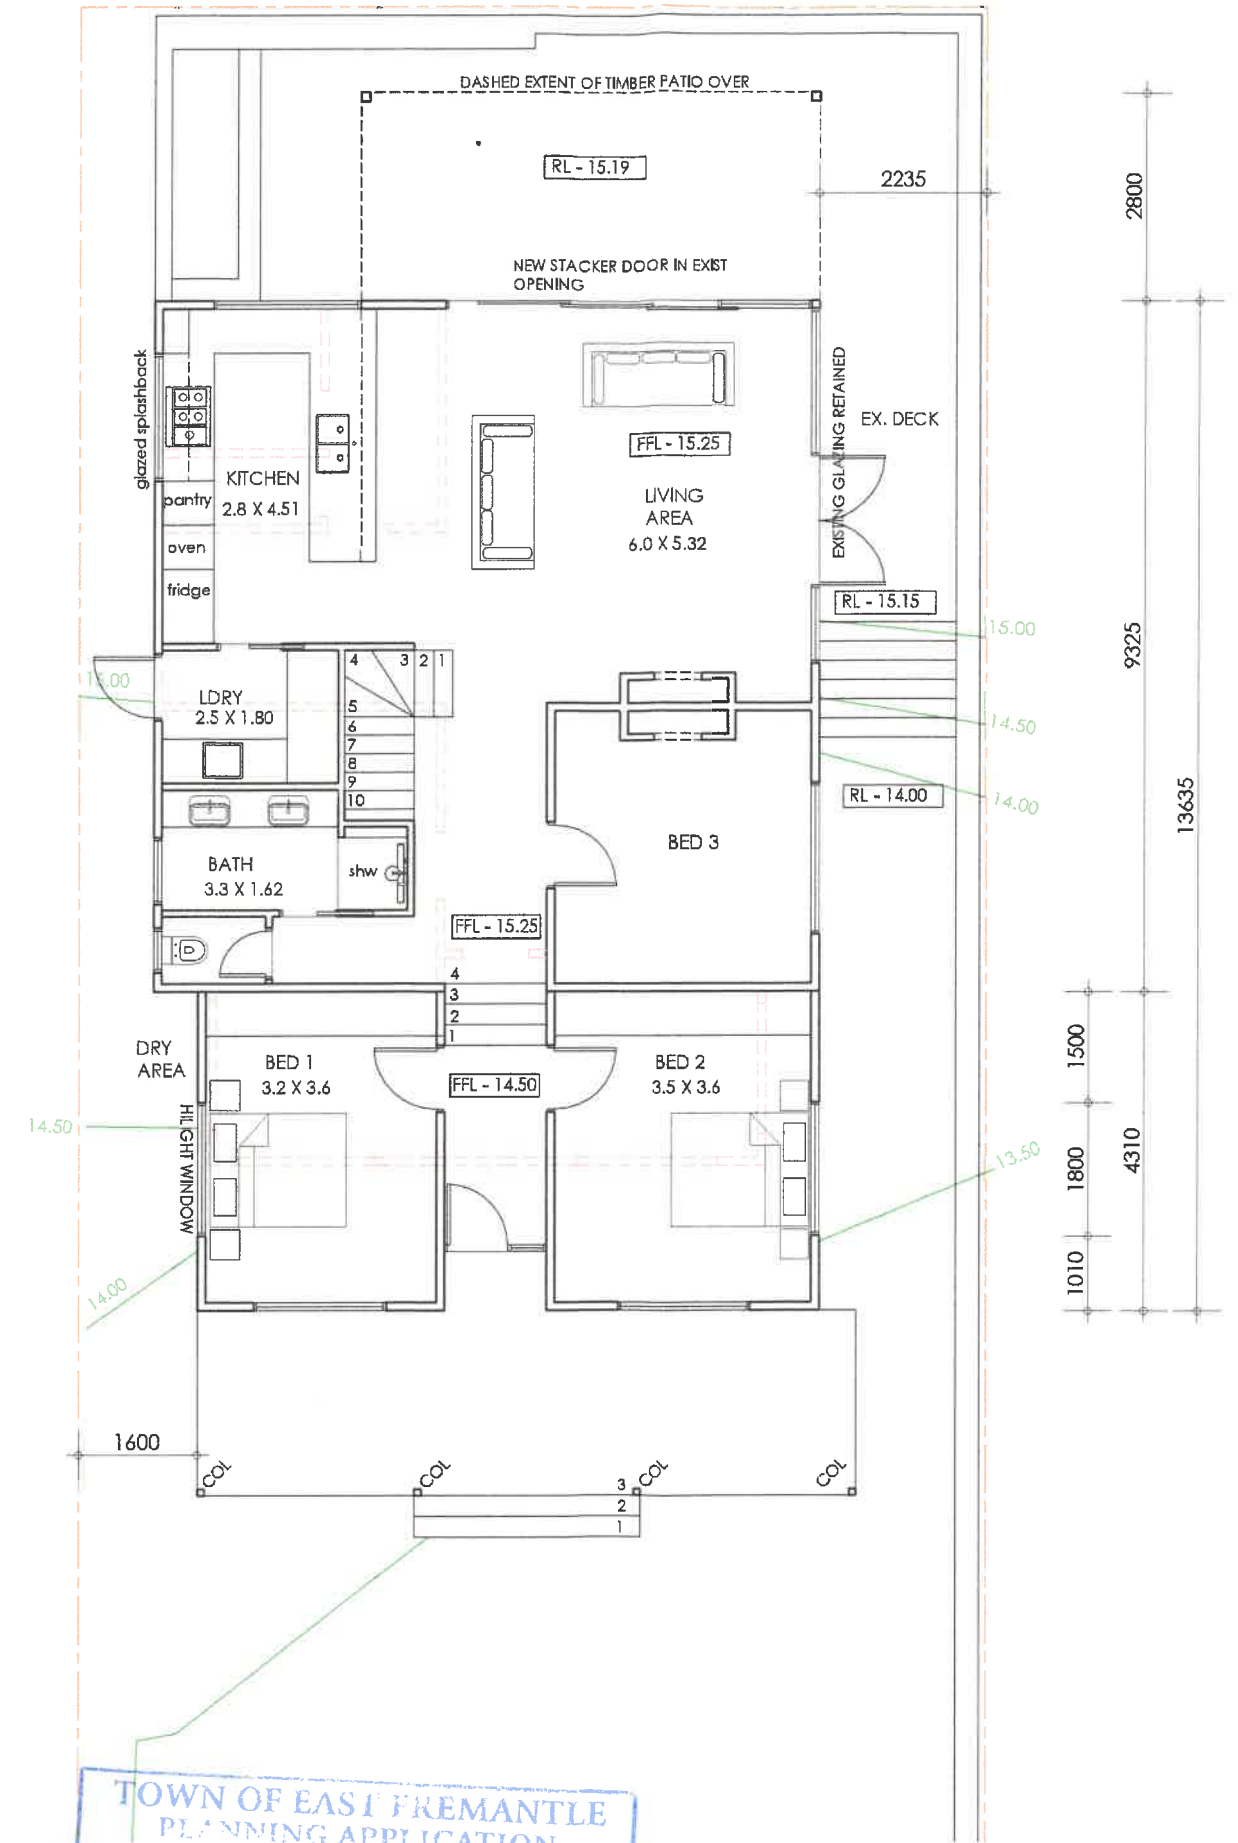 DASHED EXTENT OF TIMBER PATIO OVER
RL - 15.19
2235
2800
NEW STACKER DOOR IN EXIST
OPENING
glazed splashback
EXISTING GLAZING RETAINED
EX. DECK
FFL - 15.25
KITCHEN
2.8 X 4.51
LIVING
AREA
6.0 X 5.32
pantry
oven
fridge
RL - 15.15
15.00
9325
4 3 2 1
15.00
LDRY
2.5 X 1.80
5
6
7
8
9
10
14.50
RL - 14.00
14.00
13635
BED 3
BATH
3.3 X 1.62
shw
FFL - 15.25
4
3
2
1
DRY
AREA
BED 1
3.2 X 3.6
FFL - 14.50
BED 2
3.5 X 3.6
1500
14.50
HILIGHT WINDOW
13.50
1800
4310
14.00
1010
1600
COL
COL
COL
COL
3
2
1
TOWN OF EAST FREMANTLE
PLANNING APPLICATION